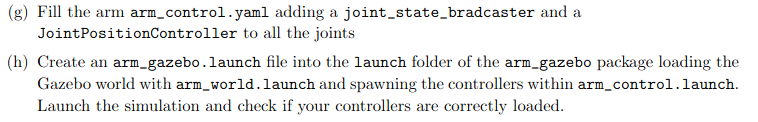 (g) Fill the arm arm_control.yaml adding a joint_state_bradcaster and a
JointPositionController to all the joints
(h) Create an arm_gazebo.launch file into the launch folder of the arm_gazebo package loading the
Gazebo world with arm_world.launch and spawning the controllers within arm_control.launch.
Launch the simulation and check if your controllers are correctly loaded.